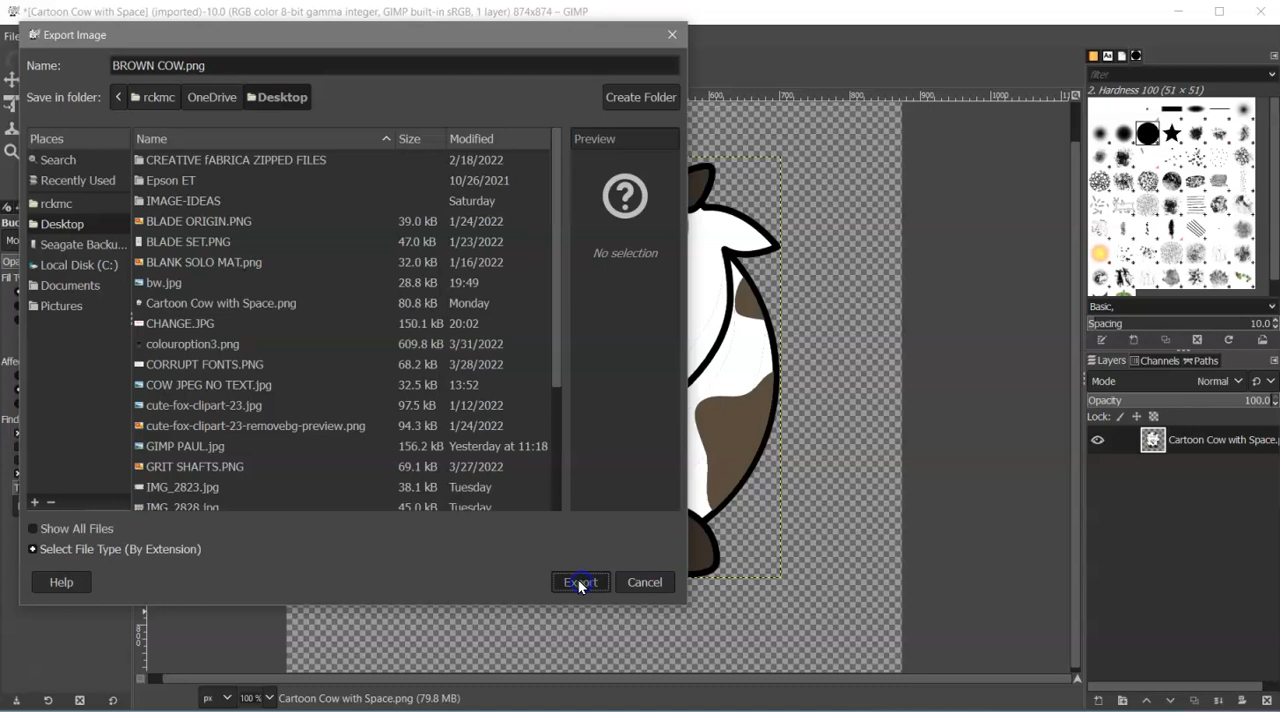 *[Cartoon Cow with Space] (imported)-10.0 (RGB color 8-bit gamma integer, GIMP built-in sRGB, 1 layer) 874x874 – GIMP
Export Image
Name: BROWN COW.png
Save in folder: rckmc OneDrive Desktop Create Folder
Places Name Size Modified Preview
Search CREATIVE fABRICA ZIPPED FILES 2/18/2022
Recently Used Epson ET 10/26/2021
rckmc IMAGE-IDEAS Saturday
Desktop BLADE ORIGIN.PNG 39.0 kB 1/24/2022
Seagate Backu... BLADE SET.PNG 47.0 kB 1/23/2022
No selection
Local Disk (C:) BLANK SOLO MAT.png 32.0 kB 1/16/2022
Documents bw.jpg 28.8 kB 19:49
Pictures Cartoon Cow with Space.png 80.8 kB Monday
CHANGE.JPG 150.1 kB 20:02
colouroption3.png 609.8 kB 3/31/2022
CORRUPT FONTS.PNG 68.2 kB 3/28/2022
COW JPEG NO TEXT.jpg 32.5 kB 13:52
cute-fox-clipart-23.jpg 97.5 kB 1/12/2022
cute-fox-clipart-23-removebg-preview.png 94.3 kB 1/24/2022
GIMP PAUL.jpg 156.2 kB Yesterday at 11:18
GRIT SHAFTS.PNG 69.1 kB 3/27/2022
IMG_2823.jpg 38.1 kB Tuesday
IMG_2828.jpg 45.0 kB Tuesday
Show All Files
Select File Type (By Extension)
Help Export Cancel
600 700 800 900 1000
filter
2. Hardness 100 (51 × 51)
Basic,
Spacing 10.0
Layers Channels Paths
Mode Normal
Opacity 100.0
Lock:
Cartoon Cow with Space.
px 100 % Cartoon Cow with Space.png (79.8 MB)